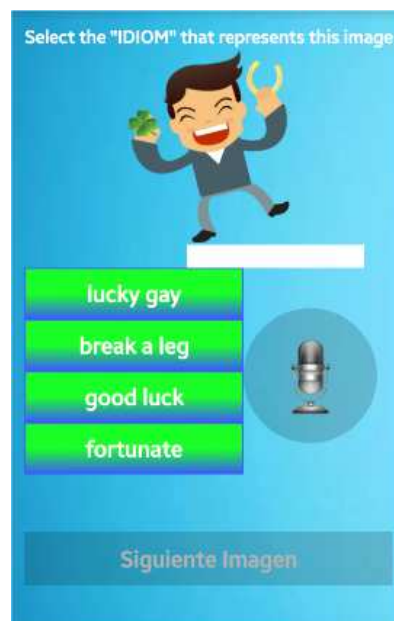 Select the "IDIOM" that represents this image
lucky gay
break a leg
good luck
fortunate
Siguiente Imagen